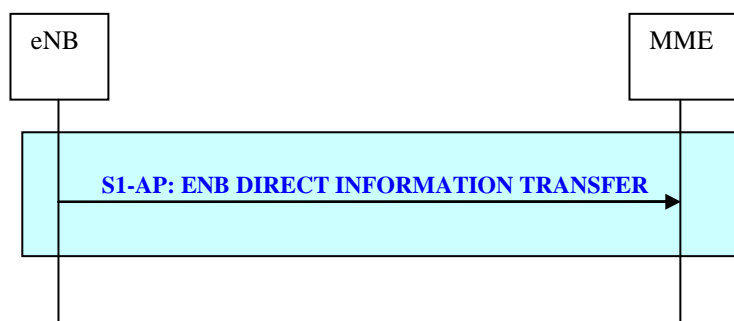 eNB
MME
S1-AP: ENB DIRECT INFORMATION TRANSFER